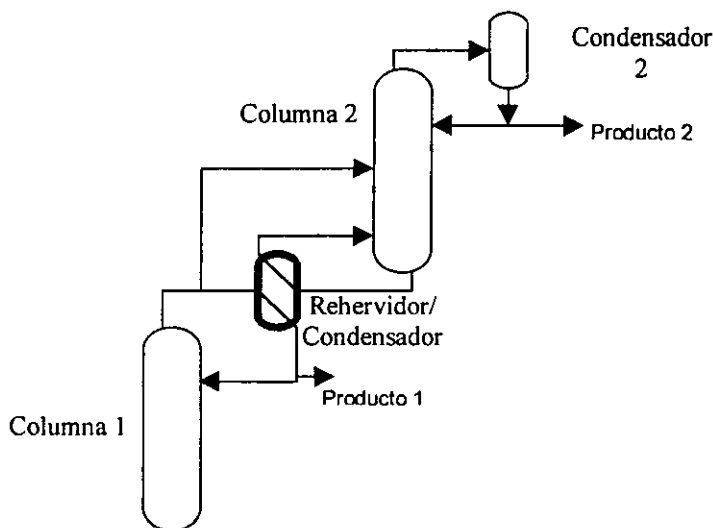 Condensador
2
Columna 2
Producto 2
Rehervidor/
Condensador
Producto 1
Columna 1